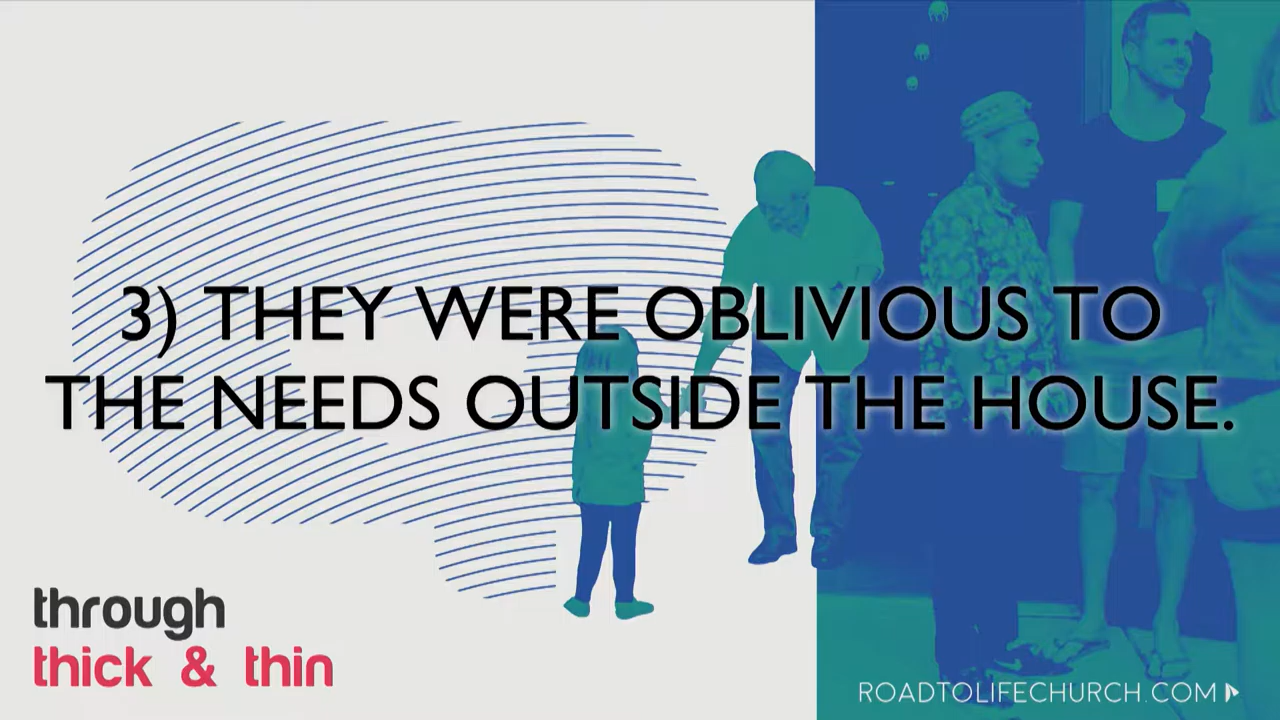 3) THEY WERE OBLIVIOUS TO
THE NEEDS OUTSIDE THE HOUSE.
through
thick & thin
ROADTOLIFECHURCH.COM